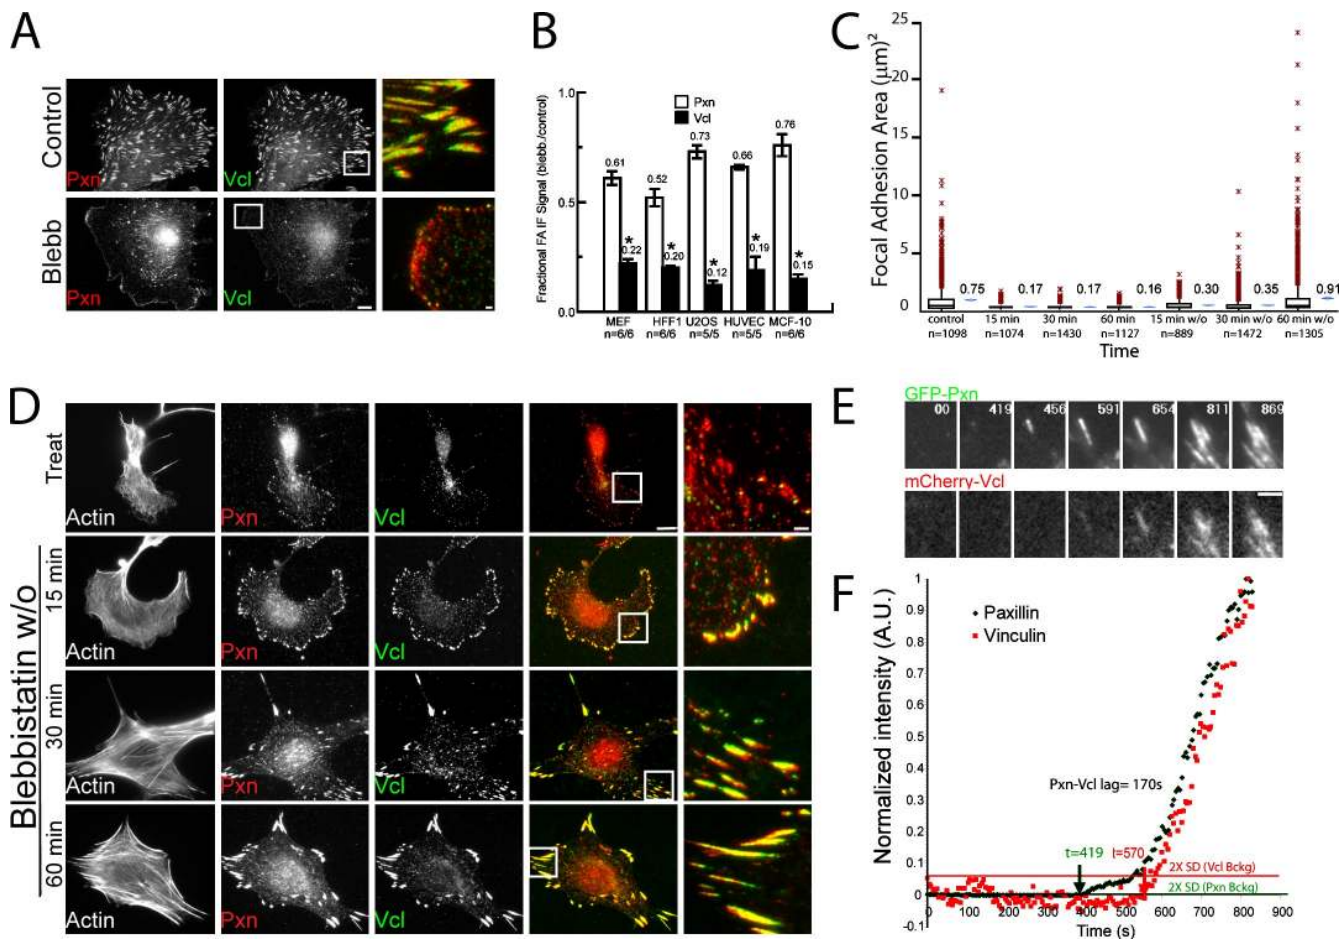 A
Control
Pxn
Vcl
Blebb
Pxn
Vcl
B
Fractional FA IF Signal (blebb./control)
1.0
0.5
0
Pxn
Vcl
0.61
0.22
*
0.52
0.20
*
0.73
0.12
*
0.66
0.19
*
0.76
0.15
*
MEF HFF1 U2OS HUVEC MCF-10
n=6/6 n=6/6 n=5/5 n=5/5 n=6/6
C
Focal Adhesion Area (μm)²
25
20
15
10
5
0
0.75 0.17 0.17 0.16 0.30 0.35 0.91
control 15 min 30 min 60 min 15 min w/o 30 min w/o 60 min w/o
n=1098 n=1074 n=1430 n=1127 n=889 n=1472 n=1305
Time
D
Treat
Actin
Pxn
Vcl
Blebbistatin w/o
15 min
Actin
Pxn
Vcl
30 min
Actin
Pxn
Vcl
60 min
Actin
Pxn
Vcl
E
GFP-Pxn
00 419 456 591 654 811 869
mCherry-Vcl
F
Normalized intensity (A.U.)
1
0.9
0.8
0.7
0.6
0.5
0.4
0.3
0.2
0.1
0
-0.1
Paxillin
Vinculin
Pxn-Vcl lag= 170s
t=419
t=570
2X SD (Vcl Bckg)
2X SD (Pxn Bckg)
0 100 200 300 400 500 600 700 800 900
Time (s)